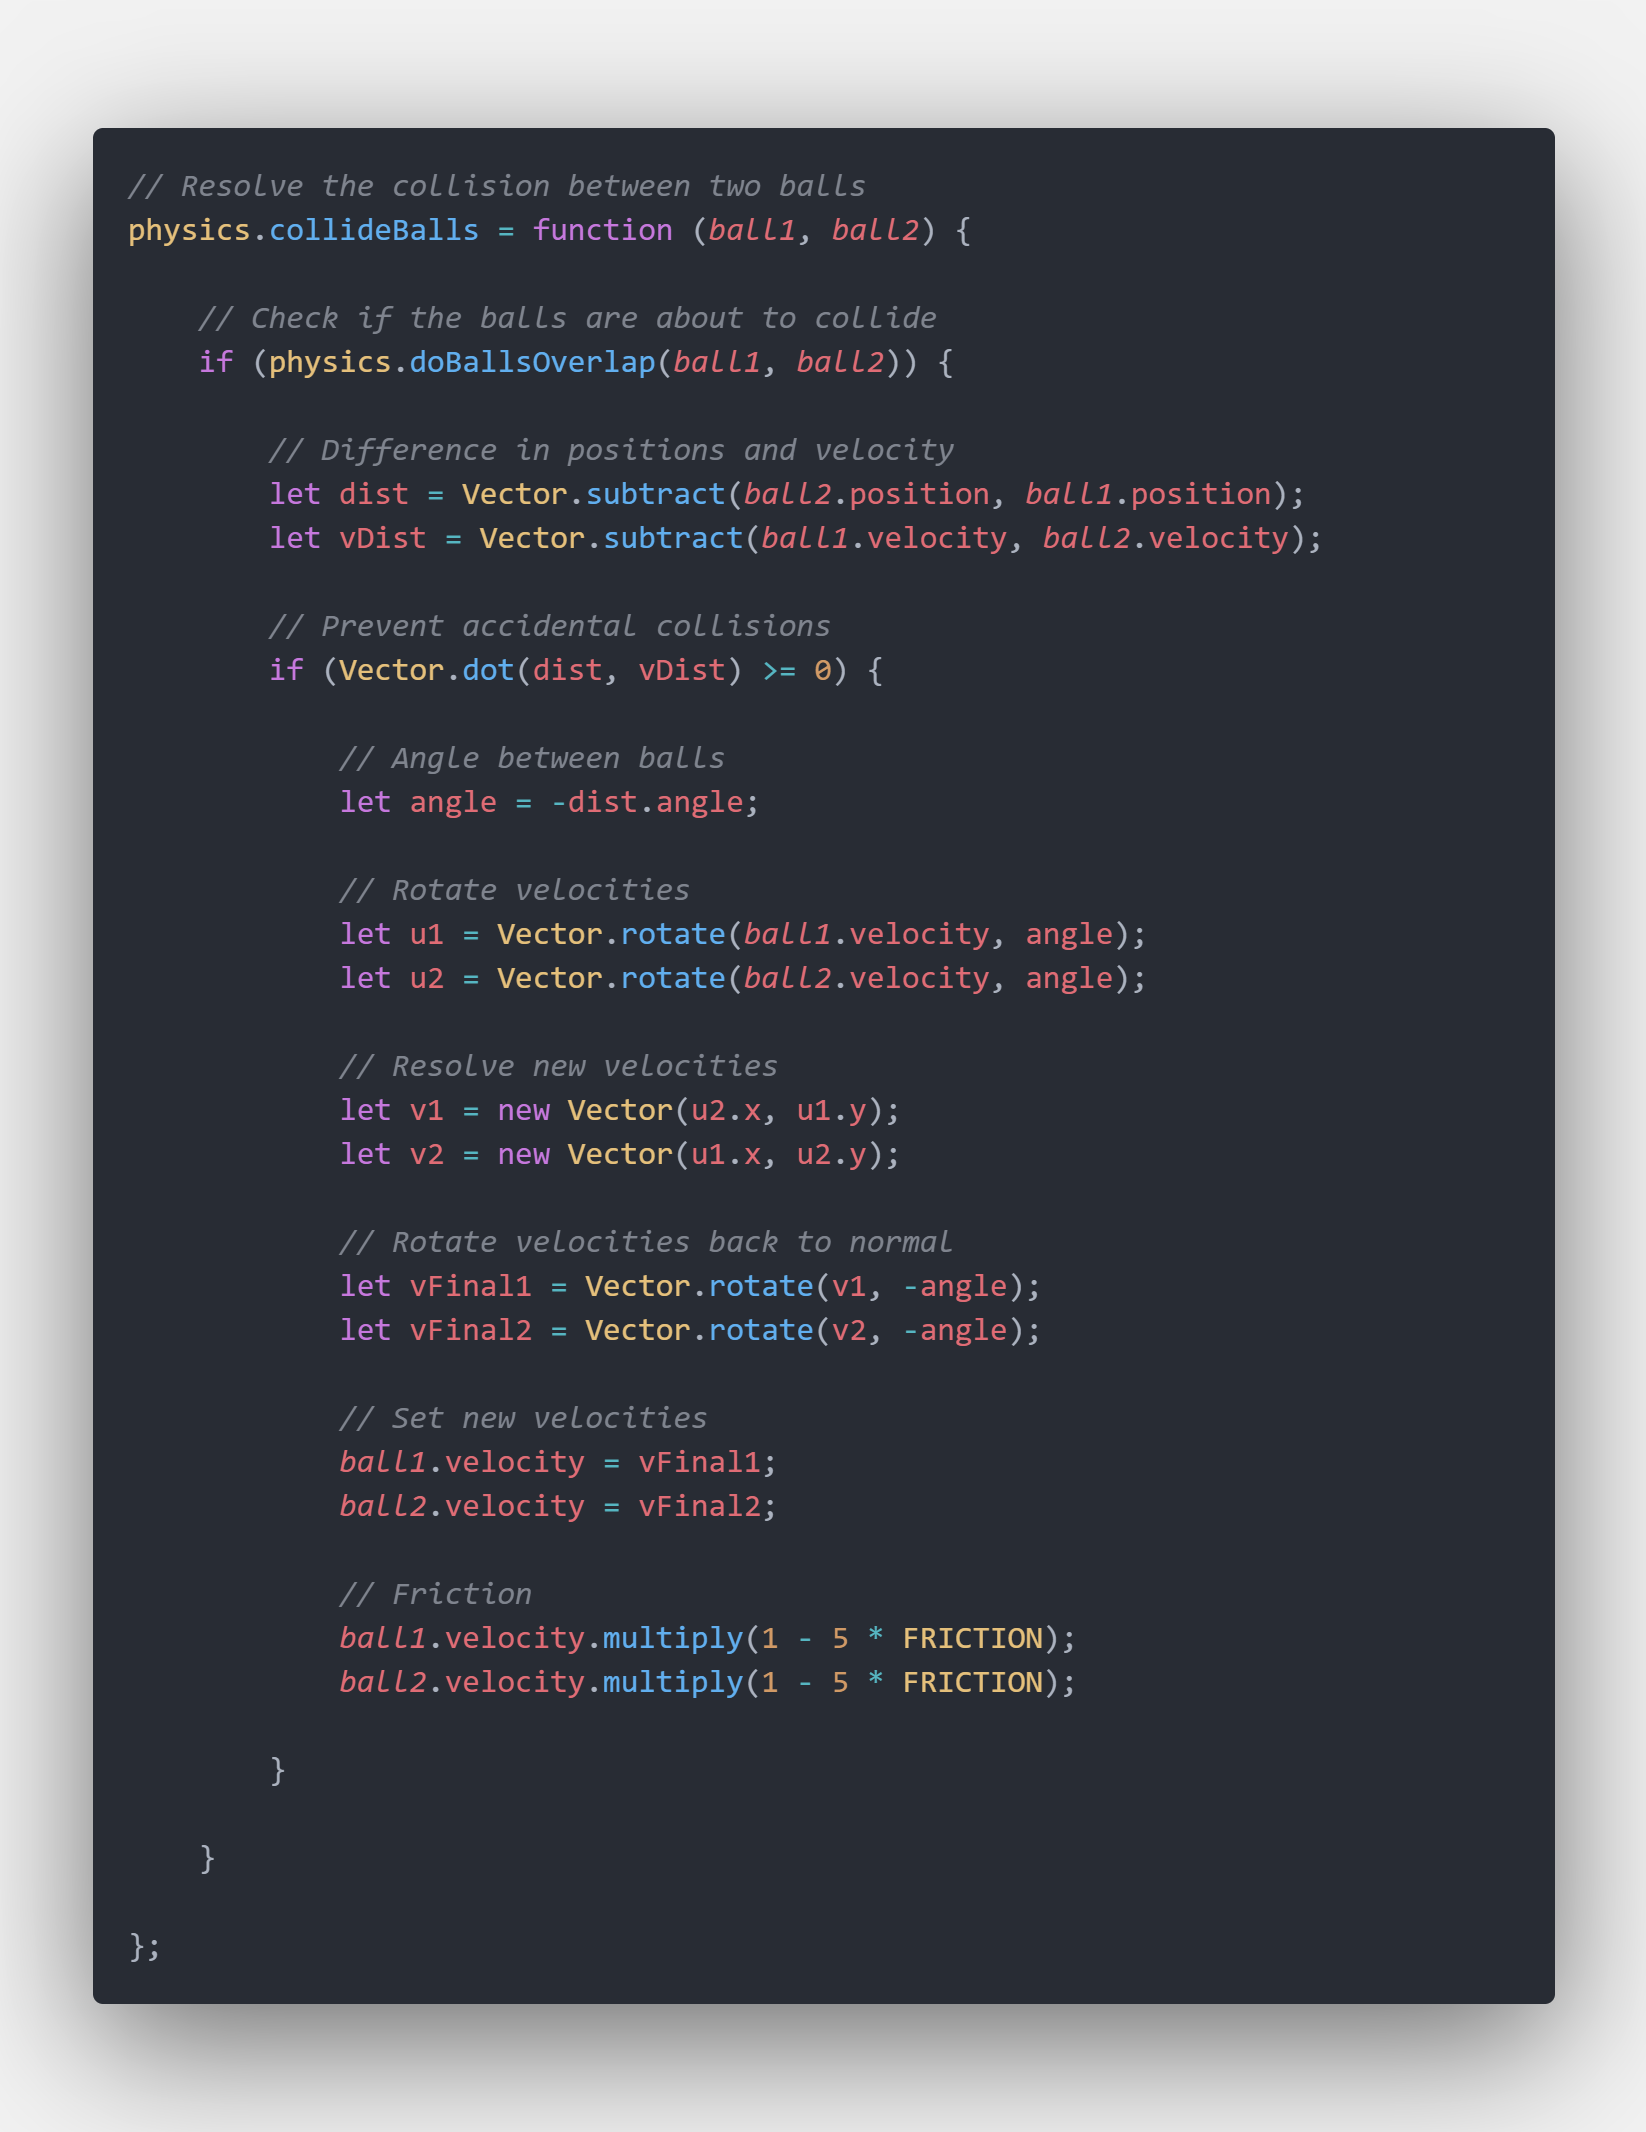 // Resolve the collision between two balls
physics.collideBalls = function (ball1, ball2) {
// Check if the balls are about to collide
if (physics.doBallsOverlap(ball1, ball2)) {
// Difference in positions and velocity
let dist = Vector.subtract(ball2.position, ball1.position);
let vDist = Vector.subtract(ball1.velocity, ball2.velocity);
// Prevent accidental collisions
if (Vector.dot(dist, vDist) >= 0) {
// Angle between balls
let angle = -dist.angle;
// Rotate velocities
let u1 = Vector.rotate(ball1.velocity, angle);
let u2 = Vector.rotate(ball2.velocity, angle);
// Resolve new velocities
let v1 = new Vector(u2.x, u1.y);
let v2 = new Vector(u1.x, u2.y);
// Rotate velocities back to normal
let vFinal1 = Vector.rotate(v1, -angle);
let vFinal2 = Vector.rotate(v2, -angle);
// Set new velocities
ball1.velocity = vFinal1;
ball2.velocity = vFinal2;
// Friction
ball1.velocity.multiply(1 - 5 * FRICTION);
ball2.velocity.multiply(1 - 5 * FRICTION);
}
}
};